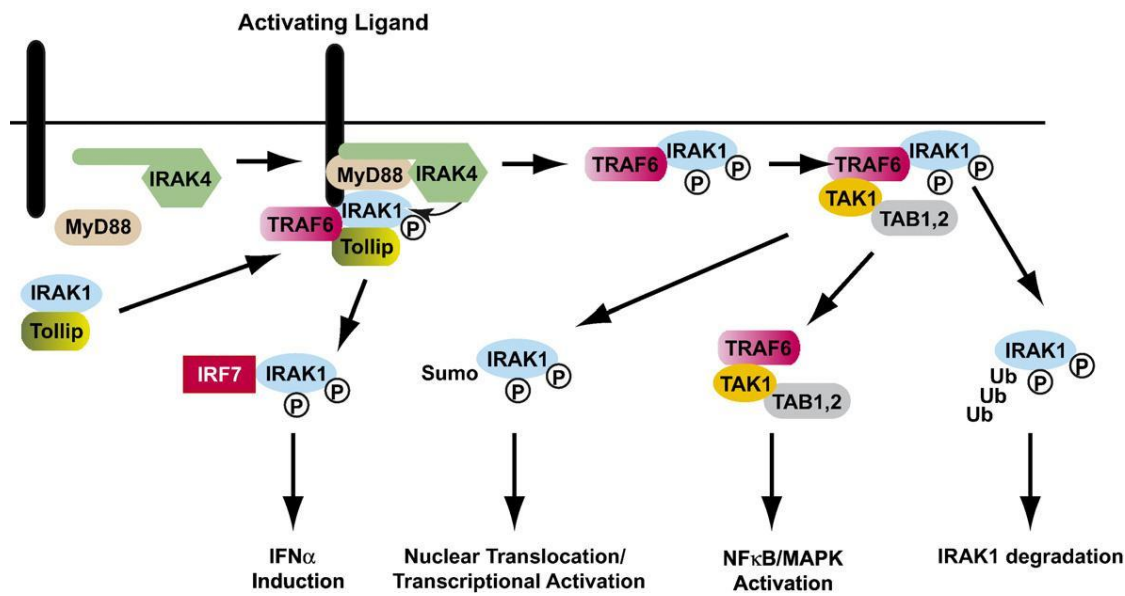 Activating Ligand
IRAK4
MyD88
IRAK1
Tollip
MyD88
IRAK4
TRAF6
IRAK1
P
Tollip
TRAF6
IRAK1
P
P
TRAF6
IRAK1
P
P
TAK1
TAB1,2
IRF7
IRAK1
P
P
Sumo
IRAK1
P
P
TRAF6
TAK1
TAB1,2
IRAK1
P
P
Ub
Ub
Ub
IFNα
Induction
Nuclear Translocation/
Transcriptional Activation
NFκB/MAPK
Activation
IRAK1 degradation